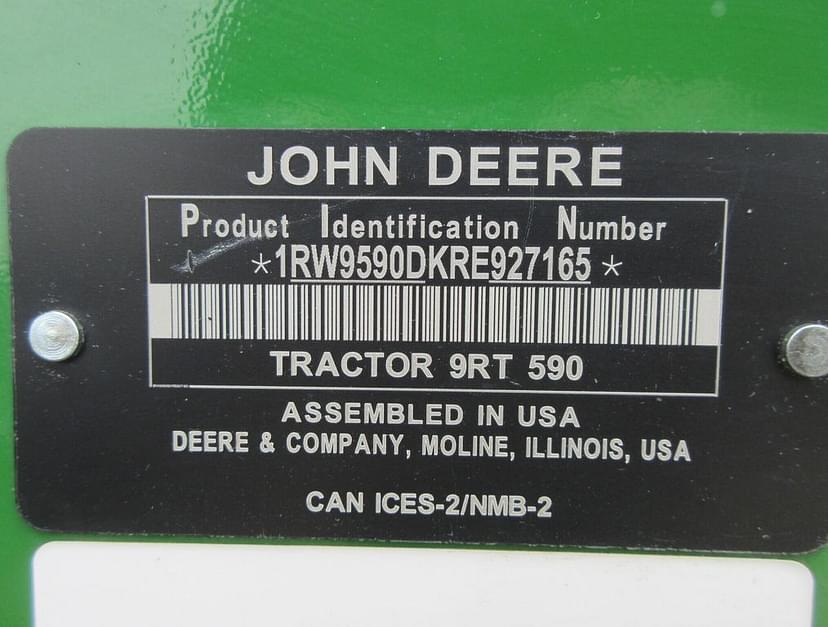 JOHN DEERE
Product Identification Number
*1RW9590DKRE927165*
TRACTOR 9RT 590
ASSEMBLED IN USA
DEERE & COMPANY, MOLINE, ILLINOIS, USA
CAN ICES-2/NMB-2